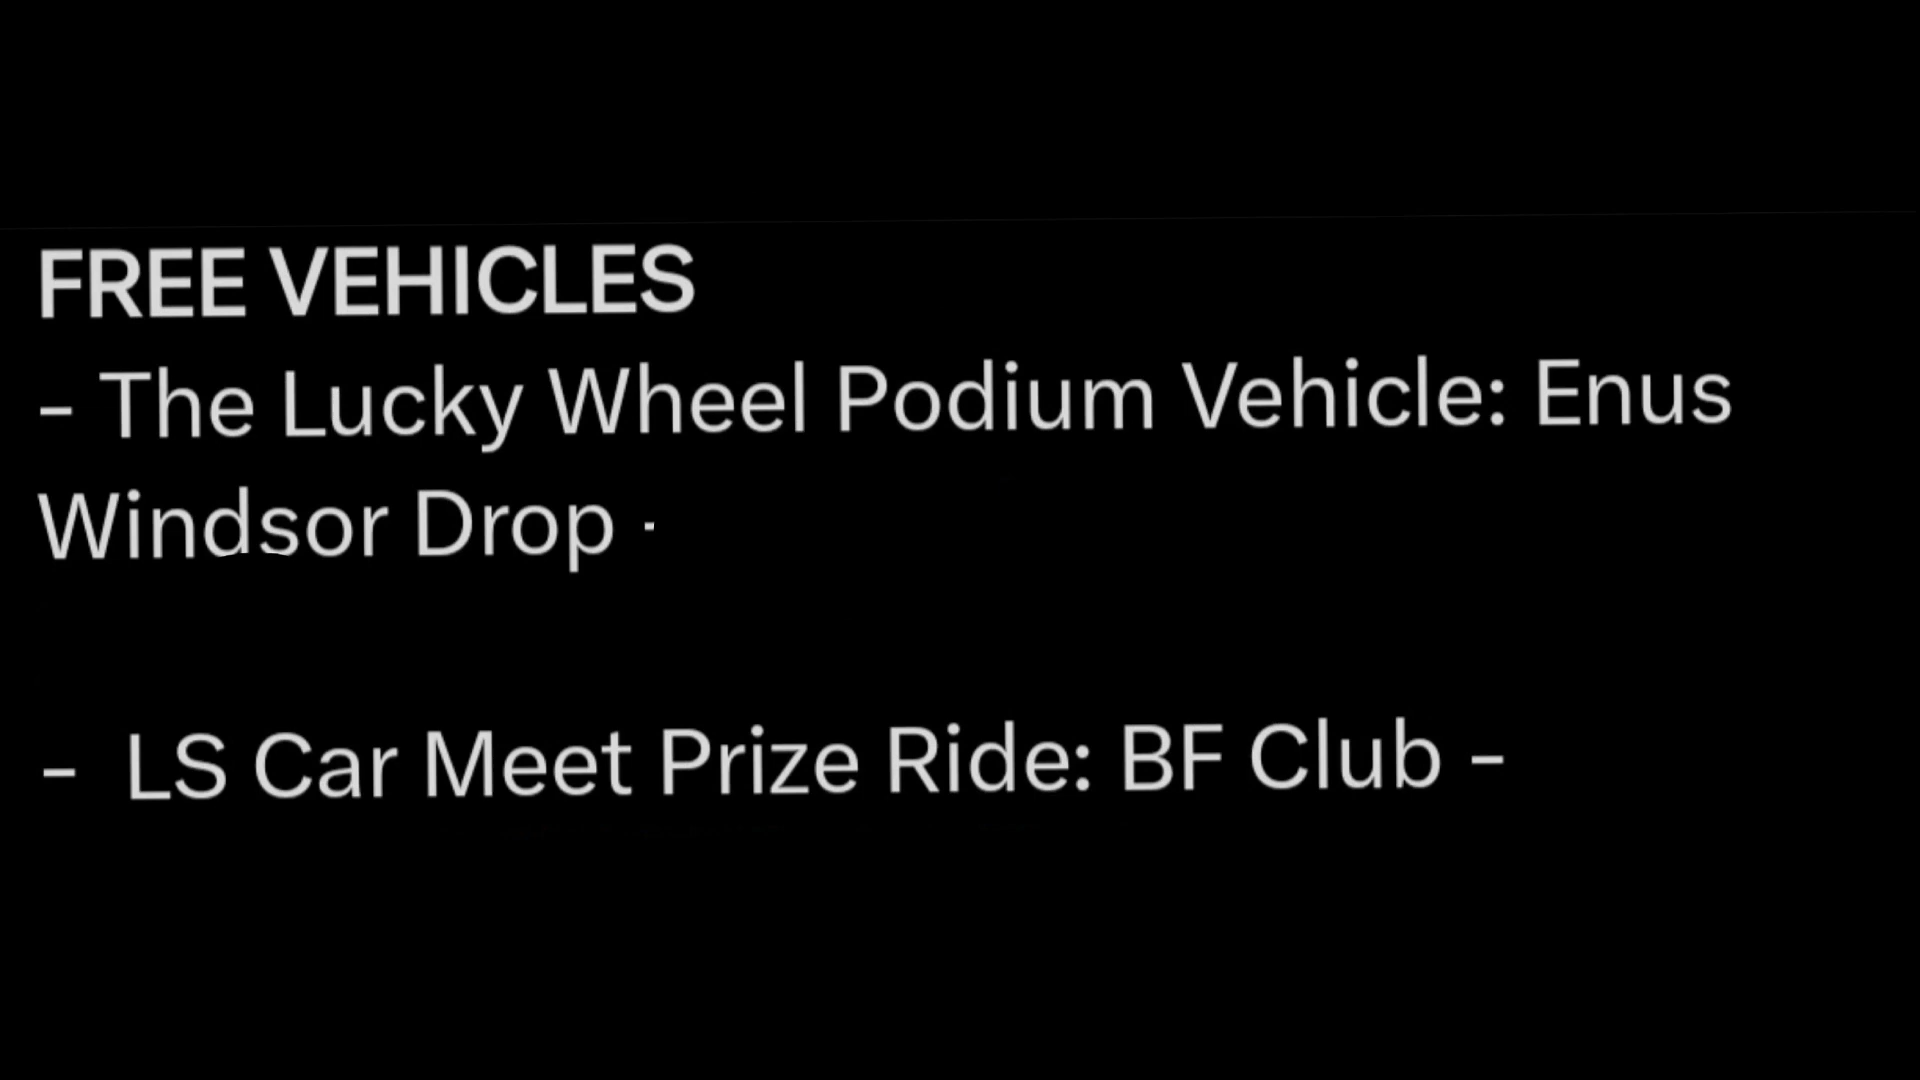 FREE VEHICLES
- The Lucky Wheel Podium Vehicle: Enus
Windsor Drop ·
- LS Car Meet Prize Ride: BF Club -